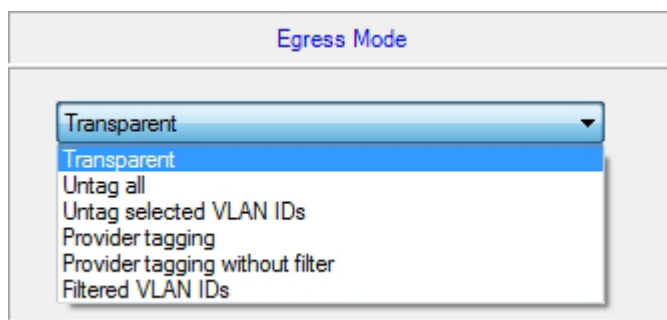 Egress Mode
Transparent
Transparent
Untag all
Untag selected VLAN IDs
Provider tagging
Provider tagging without filter
Filtered VLAN IDs